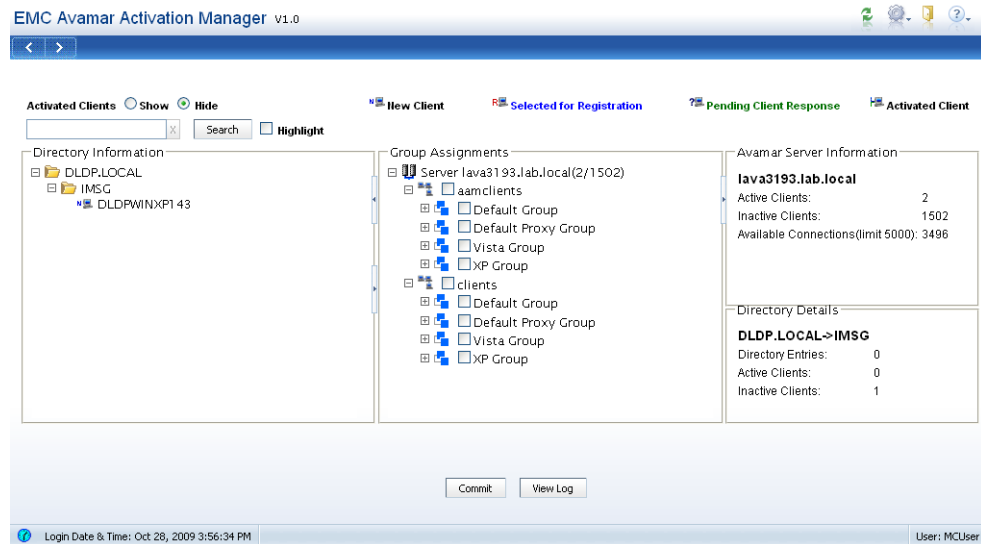 EMC Avamar Activation Manager V1.0
Activated Clients Show Hide
New Client Selected for Registration Pending Client Response Activated Client
X Search Highlight
Directory Information
DLDP.LOCAL
IMSG
DLDPWINXP143
Group Assignments
Server lava3193.lab.local(2/1502)
aamclients
Default Group
Default Proxy Group
Vista Group
XP Group
clients
Default Group
Default Proxy Group
Vista Group
XP Group
Avamar Server Information
lava3193.lab.local
Active Clients: 2
Inactive Clients: 1502
Available Connections(limit 5000): 3496
Directory Details
DLDP.LOCAL->IMSG
Directory Entries: 0
Active Clients: 0
Inactive Clients: 1
Commit View Log
Login Date & Time: Oct 28, 2009 3:56:34 PM User: MCUser